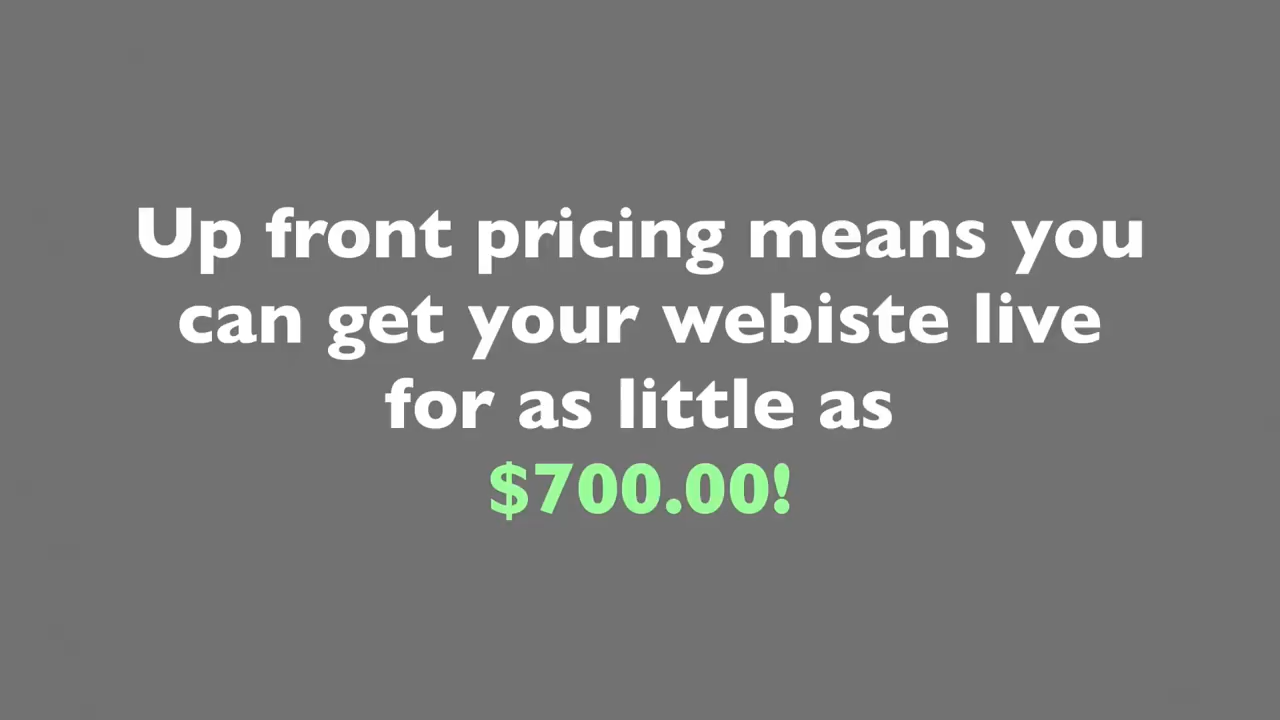 Up front pricing means you
can get your webiste live
for as little as
$700.00!